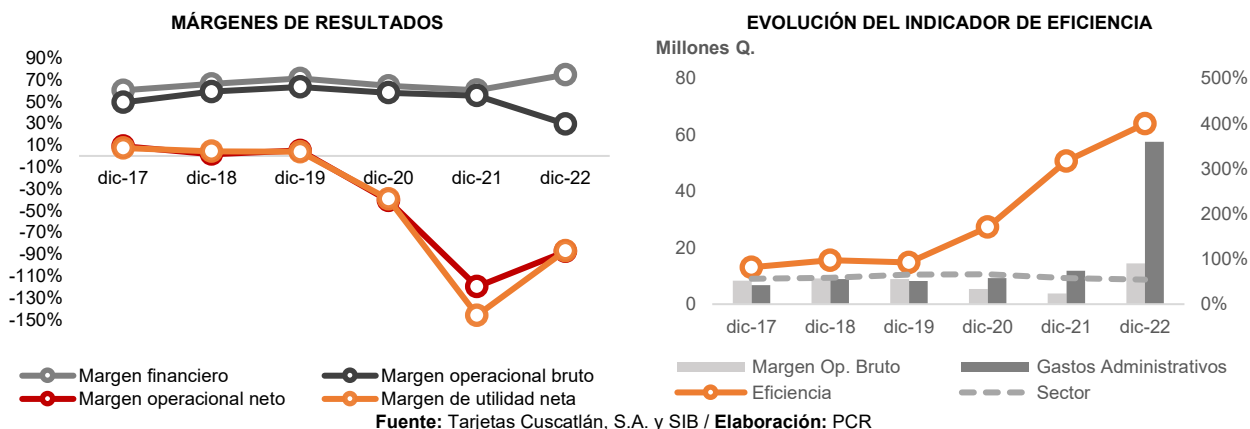 MÁRGENES DE RESULTADOS
90%
70%
50%
30%
10%
-10%
-30%
-50%
-70%
-90%
-110%
-130%
-150%
dic-17 dic-18 dic-19 dic-20 dic-21 dic-22
Margen financiero Margen operacional bruto
Margen operacional neto Margen de utilidad neta
EVOLUCIÓN DEL INDICADOR DE EFICIENCIA
Millones Q.
80 500%
60 400%
300%
40
200%
20
100%
0 0%
dic-17 dic-18 dic-19 dic-20 dic-21 dic-22
Margen Op. Bruto Gastos Administrativos
Eficiencia Sector
Fuente: Tarjetas Cuscatlán, S.A. y SIB / Elaboración: PCR